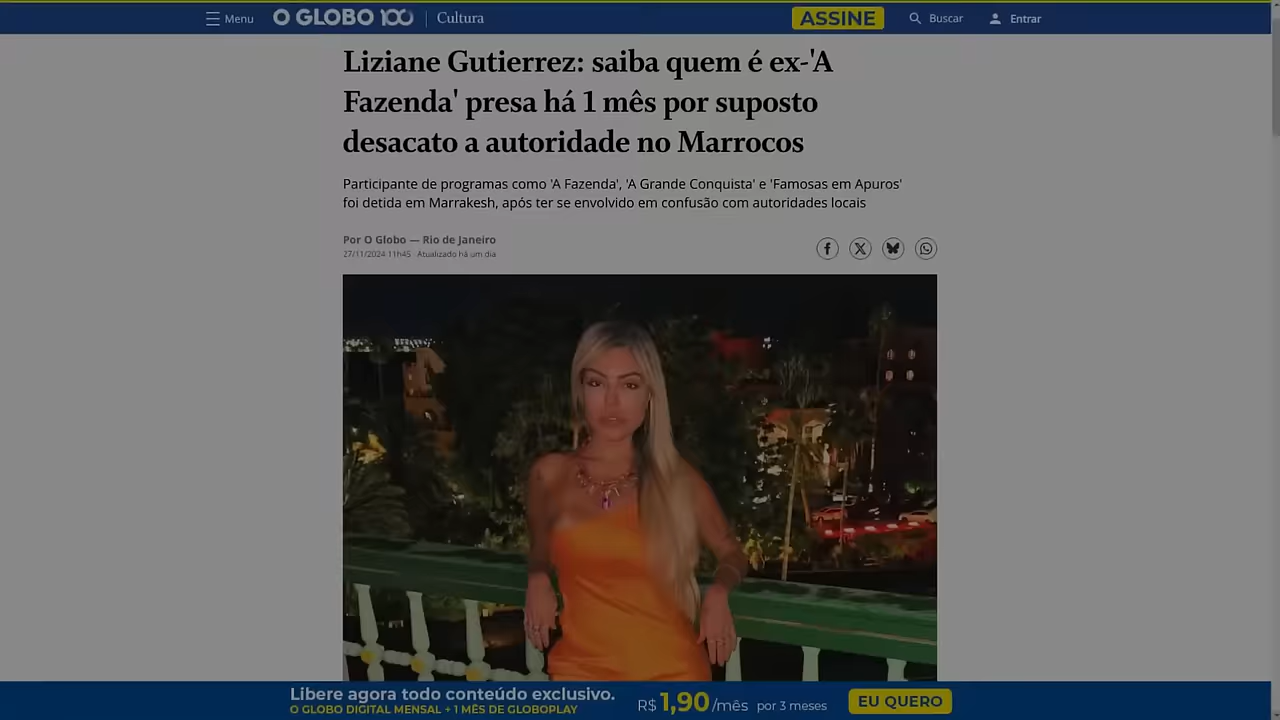 Menu
O GLOBO 100
Cultura
ASSINE
Buscar
Entrar
Liziane Gutierrez: saiba quem é ex-'A
Fazenda' presa há 1 mês por suposto
desacato a autoridade no Marrocos
Participante de programas como 'A Fazenda', 'A Grande Conquista' e 'Famosas em Apuros'
foi detida em Marrakesh, após ter se envolvido em confusão com autoridades locais
Por O Globo — Rio de Janeiro
27/11/2024 11h45 Atualizado há um dia
Libere agora todo conteúdo exclusivo.
O GLOBO DIGITAL MENSAL + 1 MÊS DE GLOBOPLAY
R$ 1,90 /mês por 3 meses
EU QUERO